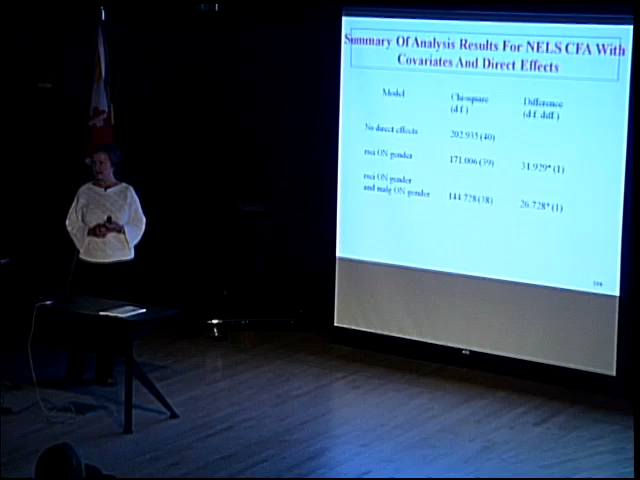 Summary Of Analysis Results For NELS CFA With
Covariates And Direct Effects
Model Chi-square Difference
(d.f.) (d.f. diff.)
No direct effects 202.935 (40)
rsci ON gender 171.006 (39) 31.929* (1)
rsci ON gender
and malg ON gender 144.728 (38) 26.728* (1)